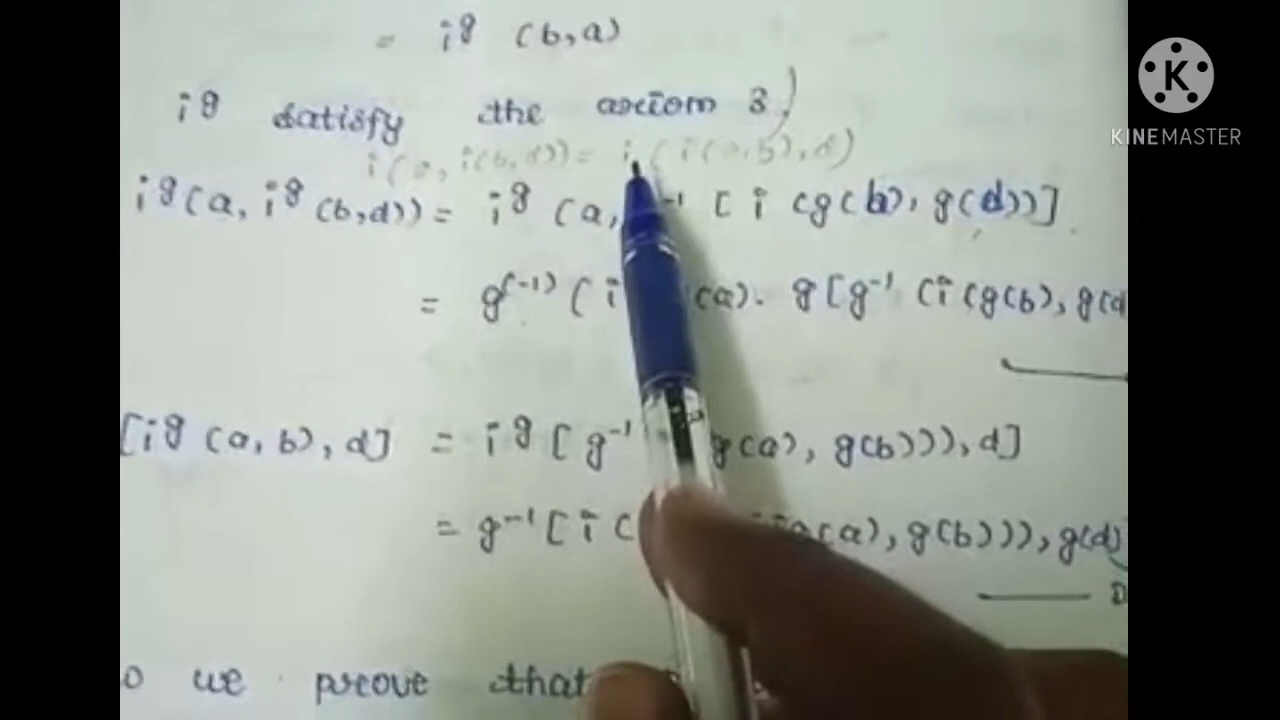 = i^g (b,a)
i^g satisfy the axiom 3)
i(a, i(b,d)) = i(i(a,b),d)
i^g(a, i^g (b,d)) = i^g (a, ⁻¹ [ i (g(b), g(d))]
= g^(-1) ( i (a). g[g⁻¹ (i(g(b), g(d
[i^g (a,b), d] = i^g [g⁻¹ g(a), g(b))), d]
= g⁻¹ [ i ( (a), g(b))), g(d)
we prove that
K
KINEMASTER